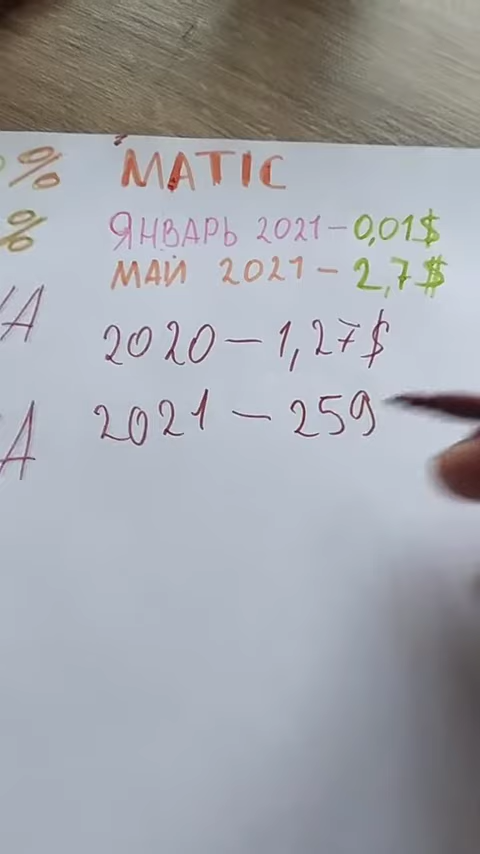 % MATIC
% ЯНВАРЬ 2021 - 0,01$
МАЙ 2021 - 2,7$
А 2020 - 1,27$
А 2021 - 259